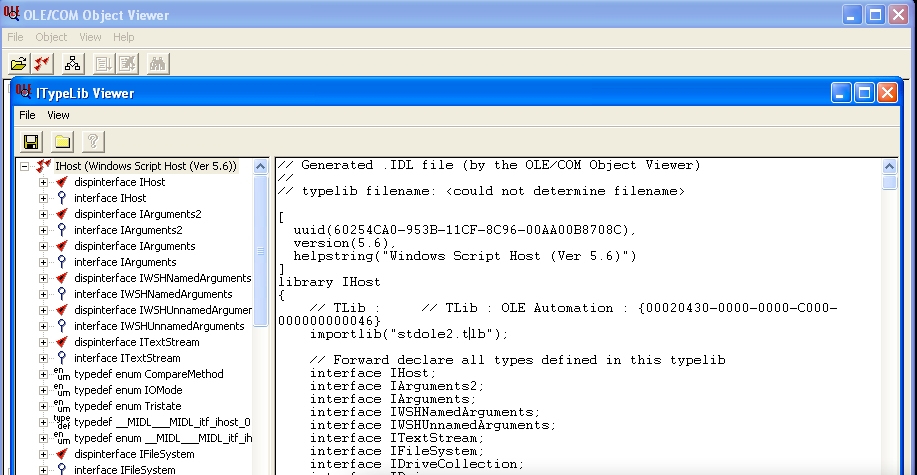 OLE/COM Object Viewer
File Object View Help
ITypeLib Viewer
File View
IHost (Windows Script Host (Ver 5.6))
dispinterface IHost
interface IHost
dispinterface IArguments2
interface IArguments2
dispinterface IArguments
interface IArguments
dispinterface IWSHNamedArguments
interface IWSHNamedArguments
dispinterface IWSHUnnamedArgumer
interface IWSHUnnamedArguments
dispinterface ITextStream
interface ITextStream
typedef enum CompareMethod
typedef enum IOMode
typedef enum Tristate
typedef __MIDL___MIDL_itf_ihost_0
typedef enum __MIDL___MIDL_itf_ih
dispinterface IFileSystem
interface IFileSystem
// Generated .IDL file (by the OLE/COM Object Viewer)
//
// typelib filename: <could not determine filename>
[
uuid(60254CA0-953B-11CF-8C96-00AA00B8708C),
version(5.6),
helpstring("Windows Script Host (Ver 5.6)")
]
library IHost
{
// TLib : // TLib : OLE Automation : {00020430-0000-0000-C000-
000000000046}
importlib("stdole2.tlb");
// Forward declare all types defined in this typelib
interface IHost;
interface IArguments2;
interface IArguments;
interface IWSHNamedArguments;
interface IWSHUnnamedArguments;
interface ITextStream;
interface IFileSystem;
interface IDriveCollection;